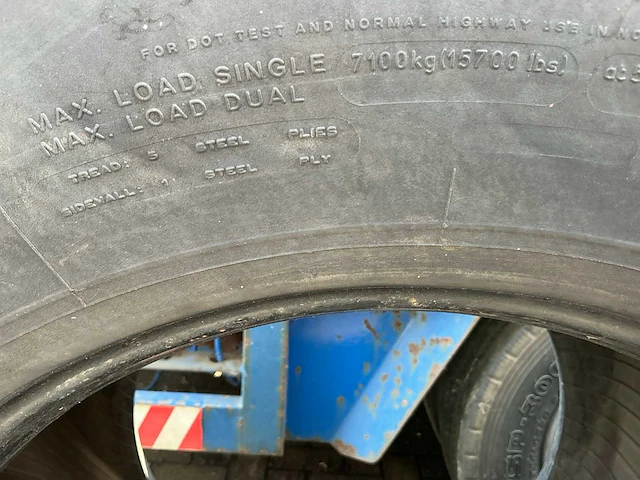 FOR DOT TEST AND NORMAL HIGHWAY USE IN
MAX. LOAD SINGLE 7100kg (15700 lbs) at
MAX. LOAD DUAL
TREAD: 5 STEEL PLIES
SIDEWALL: 1 STEEL PLY